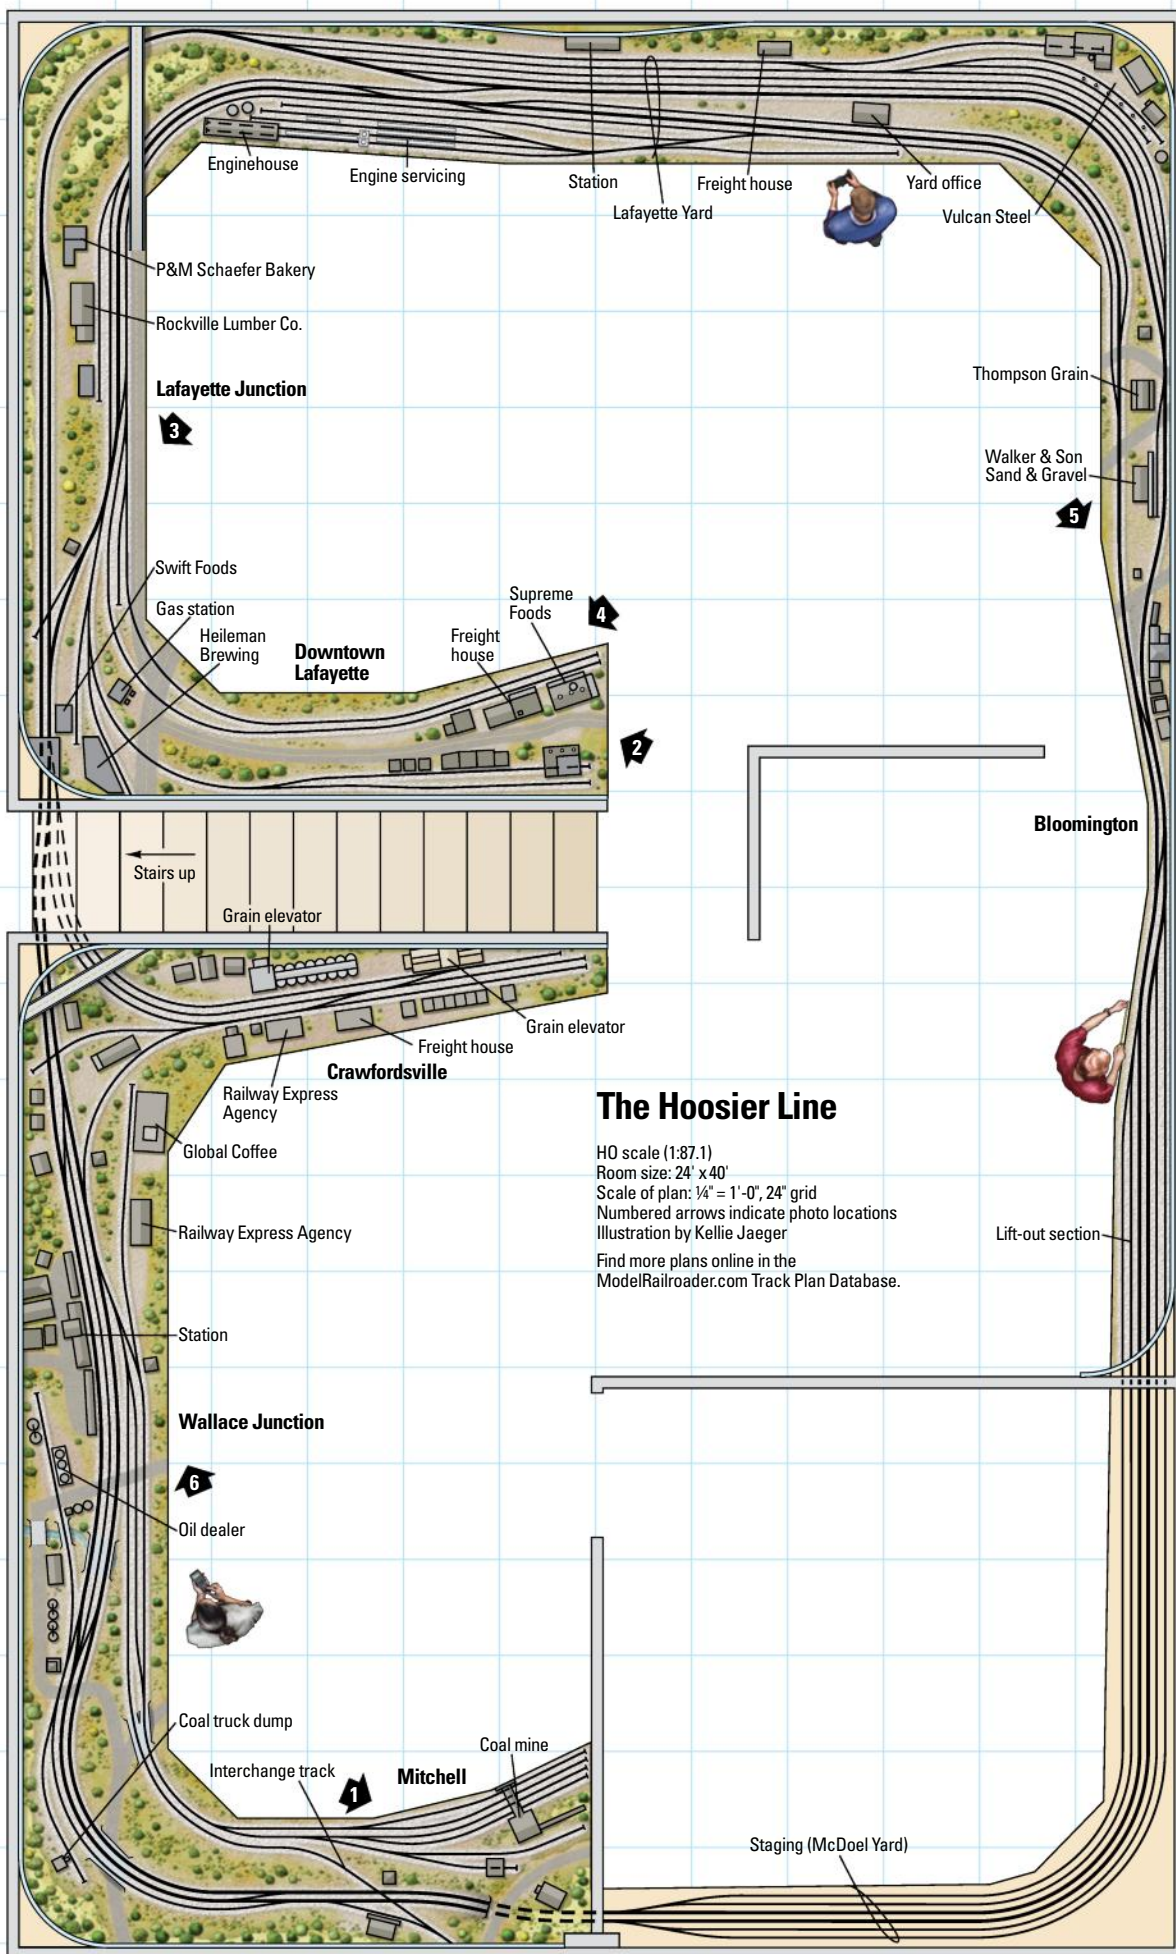 Enginehouse
Engine servicing
Station
Lafayette Yard
Freight house
Yard office
Vulcan Steel
P&M Schaefer Bakery
Rockville Lumber Co.
Lafayette Junction
3
Thompson Grain
Walker & Son
Sand & Gravel
5
Swift Foods
Gas station
Heileman
Brewing
Downtown
Lafayette
Freight
house
Supreme
Foods
4
2
Bloomington
Stairs up
Grain elevator
Grain elevator
Freight house
Crawfordsville
Railway Express
Agency
Global Coffee
Railway Express Agency
The Hoosier Line
HO scale (1:87.1)
Room size: 24' x 40'
Scale of plan: ¼" = 1'-0", 24" grid
Numbered arrows indicate photo locations
Illustration by Kellie Jaeger
Find more plans online in the
ModelRailroader.com Track Plan Database.
Lift-out section
Station
Wallace Junction
6
Oil dealer
Coal truck dump
Interchange track
1
Mitchell
Coal mine
Staging (McDoel Yard)